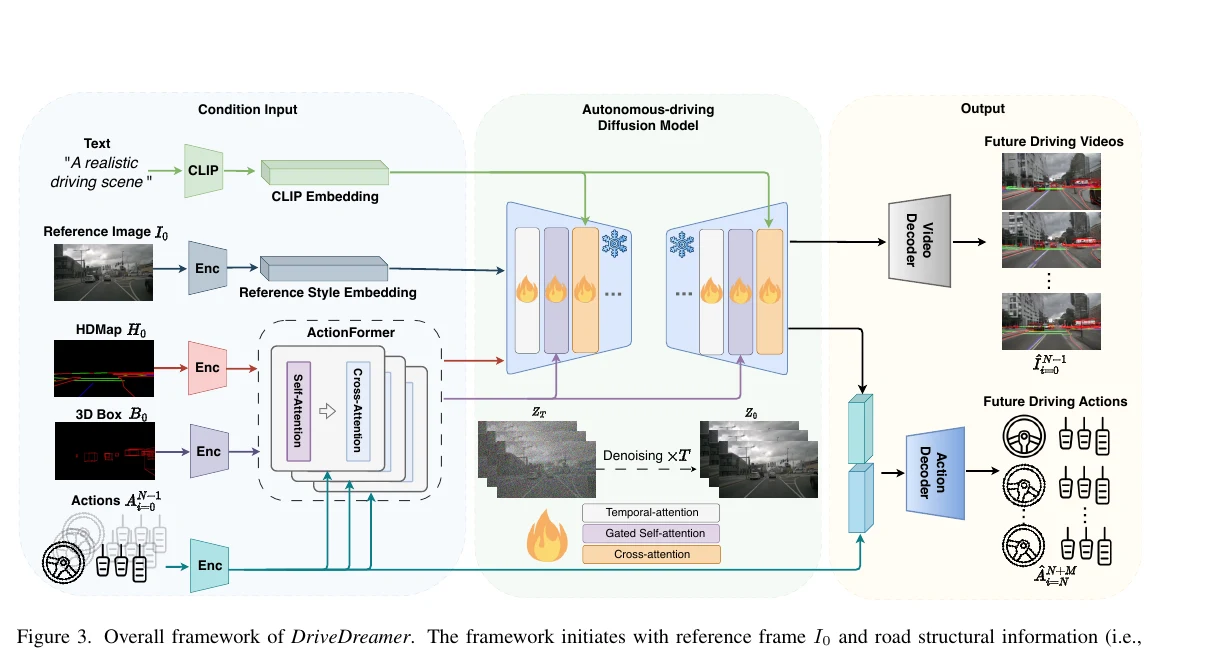 Condition Input
Text
"A realistic
driving scene "
CLIP
CLIP Embedding
Reference Image I₀
Enc
Reference Style Embedding
HDMap H₀
Enc
3D Box B₀
Enc
Actions A_{i=0}^{N-1}
Enc
ActionFormer
Self-Attention
Cross-Attention
Autonomous-driving
Diffusion Model
...
...
Z_T
Z_0
Denoising ×T
Temporal-attention
Gated Self-attention
Cross-attention
Output
Future Driving Videos
Video
Decoder
Î_{i=0}^{N-1}
Future Driving Actions
Action
Decoder
Â_{i=N}^{N+M}
Figure 3. Overall framework of DriveDreamer. The framework initiates with reference frame I₀ and road structural information (i.e.,